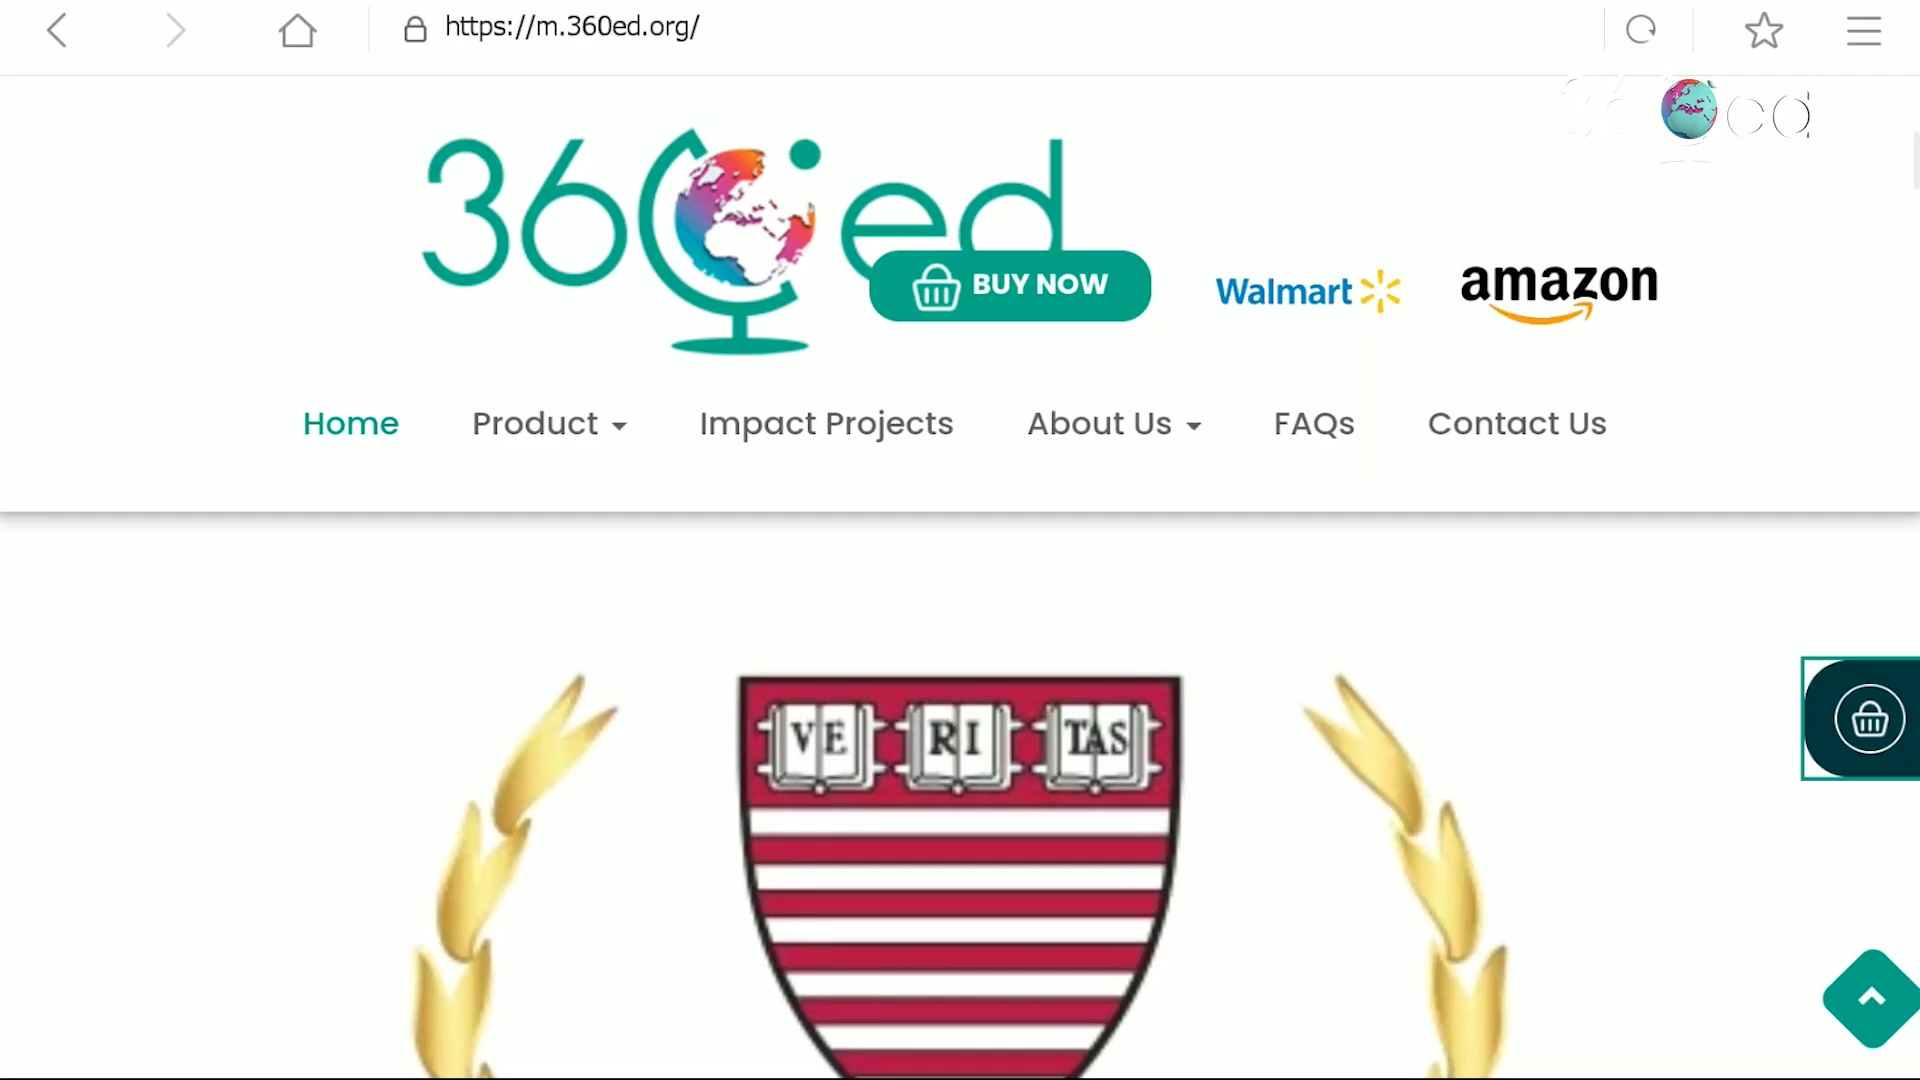 https://m.360ed.org/
360ed
360ed
BUY NOW
Walmart
amazon
Home
Product
Impact Projects
About Us
FAQs
Contact Us
VE RI TAS